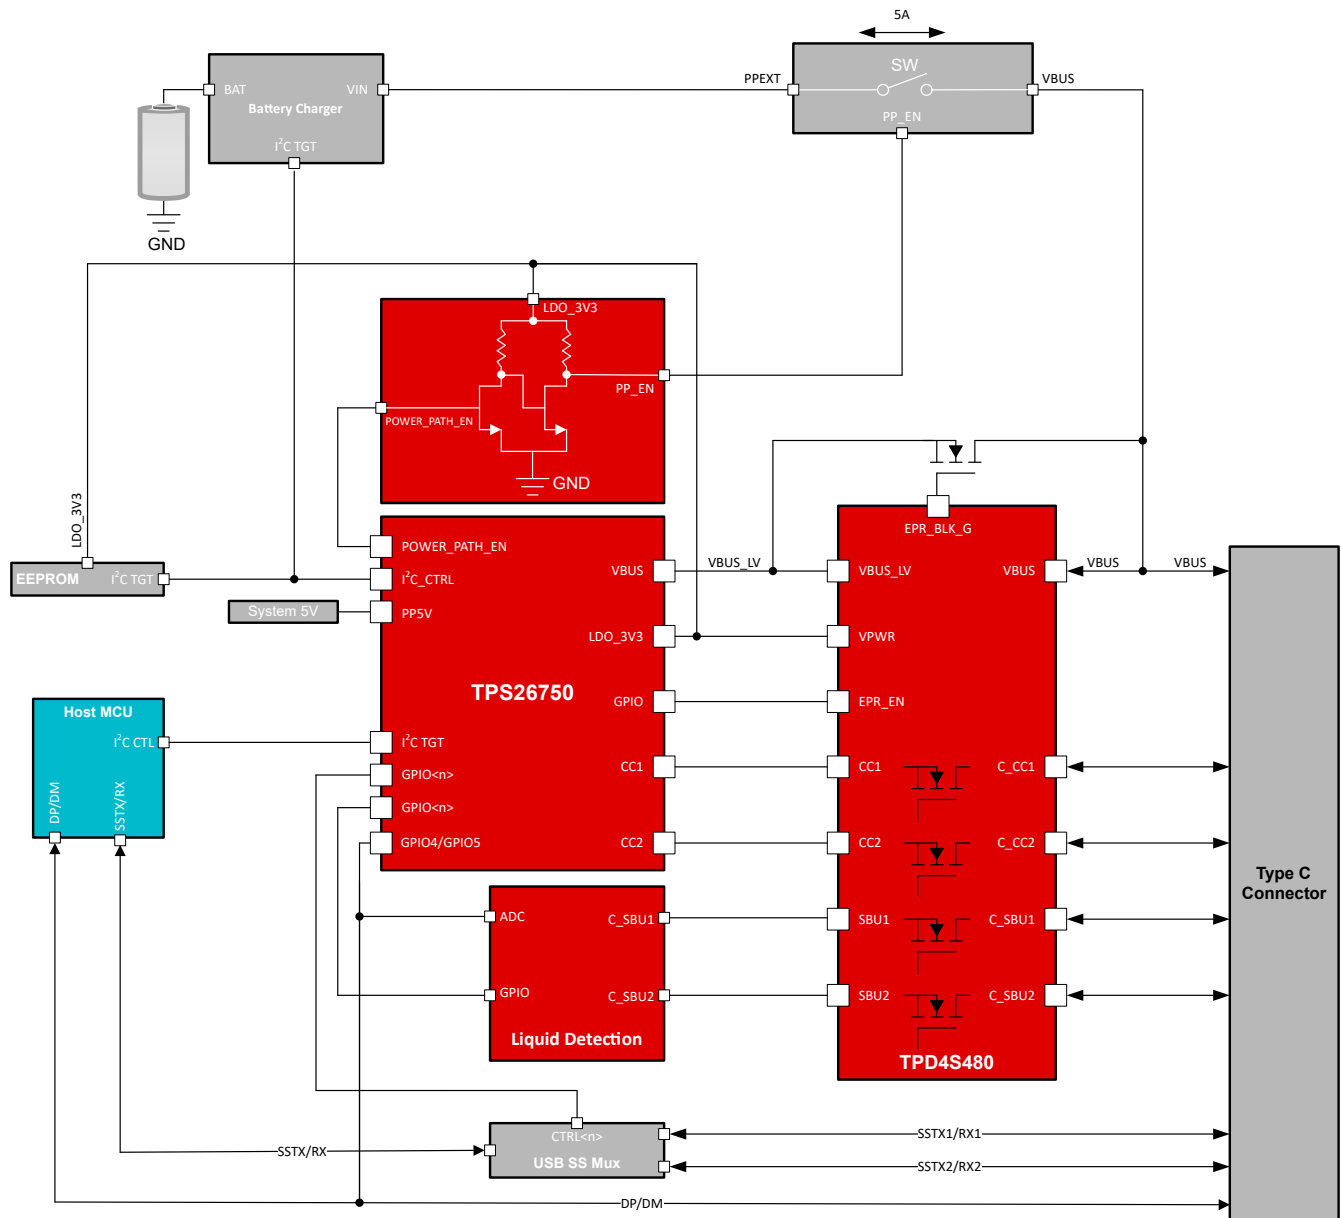 5A
SW
PPEXT
VBUS
PP_EN
BAT
VIN
Battery Charger
I²C TGT
GND
LDO_3V3
PP_EN
POWER_PATH_EN
GND
LDO_3V3
EEPROM
I²C TGT
System 5V
POWER_PATH_EN
I²C_CTRL
PP5V
VBUS
LDO_3V3
TPS26750
GPIO
I²C TGT
GPIO<n>
GPIO<n>
GPIO4/GPIO5
CC1
CC2
VBUS_LV
EPR_BLK_G
VBUS_LV
VBUS
VBUS
VBUS
VPWR
EPR_EN
CC1
C_CC1
CC2
C_CC2
SBU1
C_SBU1
SBU2
C_SBU2
TPD4S480
Type C
Connector
Host MCU
I²C CTL
DP/DM
SSTX/RX
ADC
C_SBU1
GPIO
C_SBU2
Liquid Detection
CTRL<n>
USB SS Mux
SSTX/RX
SSTX1/RX1
SSTX2/RX2
DP/DM